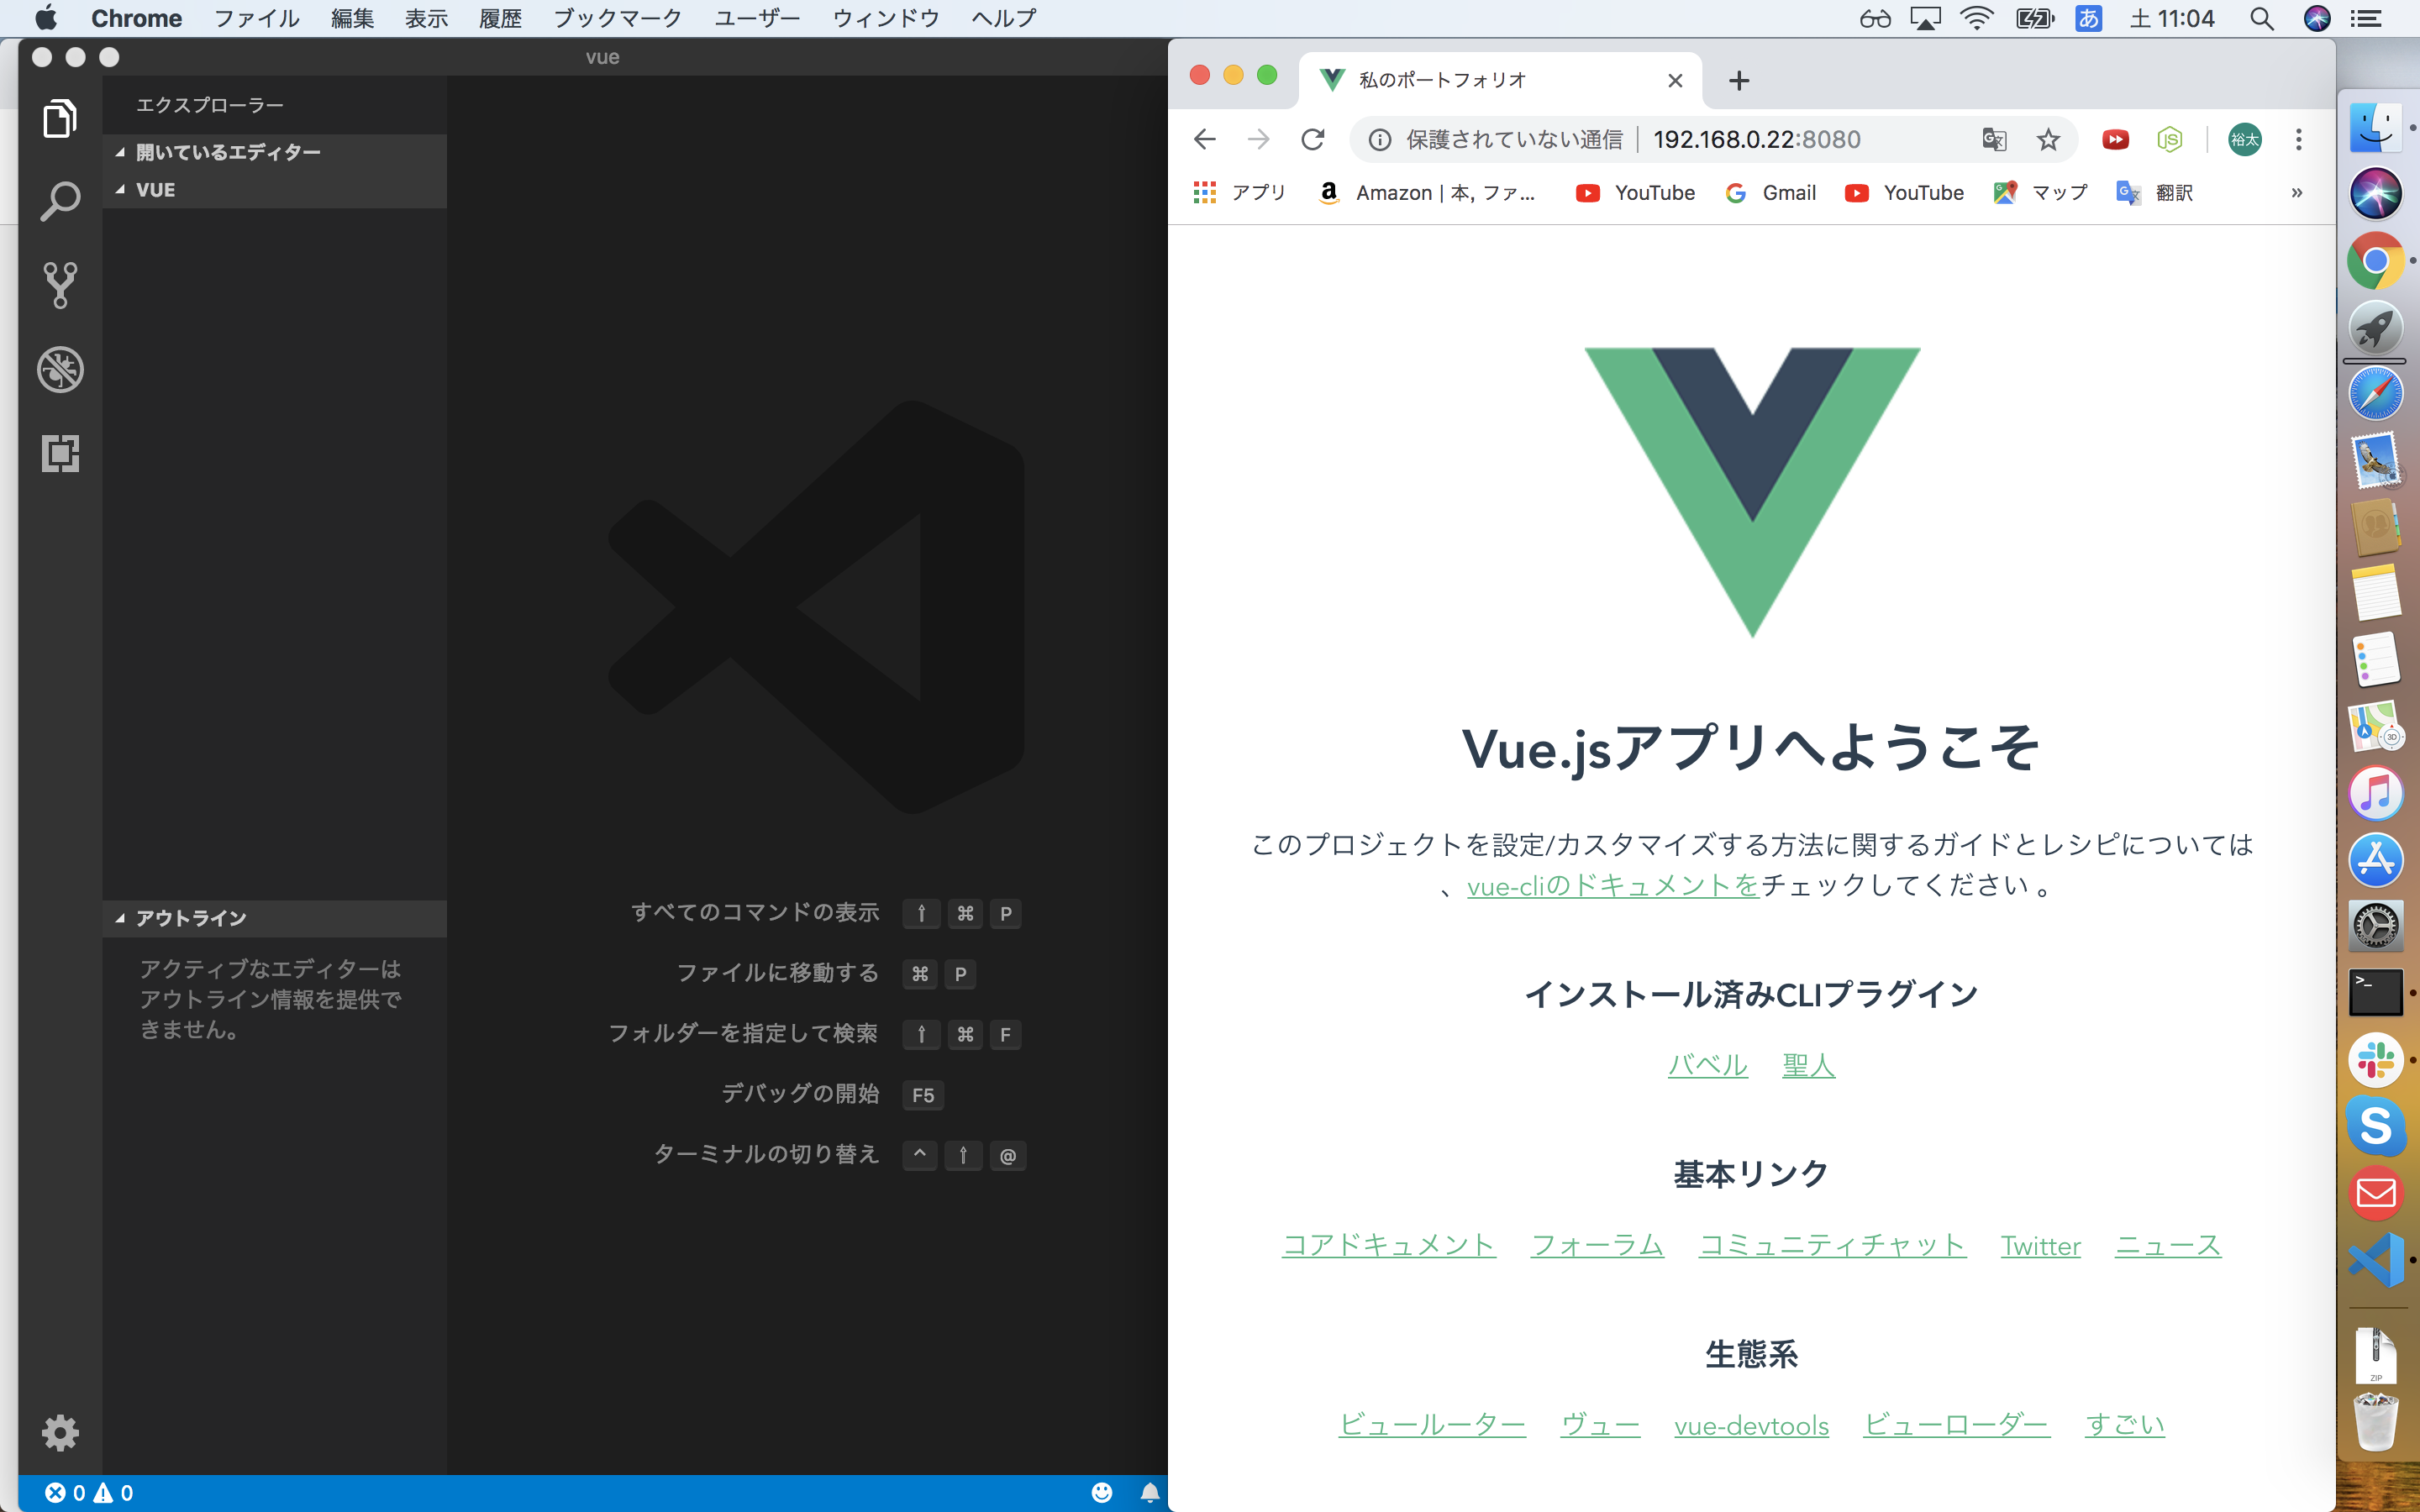 Chrome ファイル 編集 表示 履歴 ブックマーク ユーザー ウィンドウ ヘルプ あ 土 11:04
vue
エクスプローラー
開いているエディター
VUE
すべてのコマンドの表示 ⇧ ⌘ P
ファイルに移動する ⌘ P
フォルダーを指定して検索 ⇧ ⌘ F
デバッグの開始 F5
ターミナルの切り替え ^ ⇧ @
アウトライン
アクティブなエディターは
アウトライン情報を提供で
きません。
0 0
私のポートフォリオ
保護されていない通信 192.168.0.22:8080 裕太
アプリ Amazon | 本, ファ... YouTube Gmail YouTube マップ 翻訳 »
Vue.jsアプリへようこそ
このプロジェクトを設定/カスタマイズする方法に関するガイドとレシピについては
、vue-cliのドキュメントをチェックしてください 。
インストール済みCLIプラグイン
バベル 聖人
基本リンク
コアドキュメント フォーラム コミュニティチャット Twitter ニュース
生態系
ビュールーター ヴュー vue-devtools ビューローダー すごい
3D
ZIP